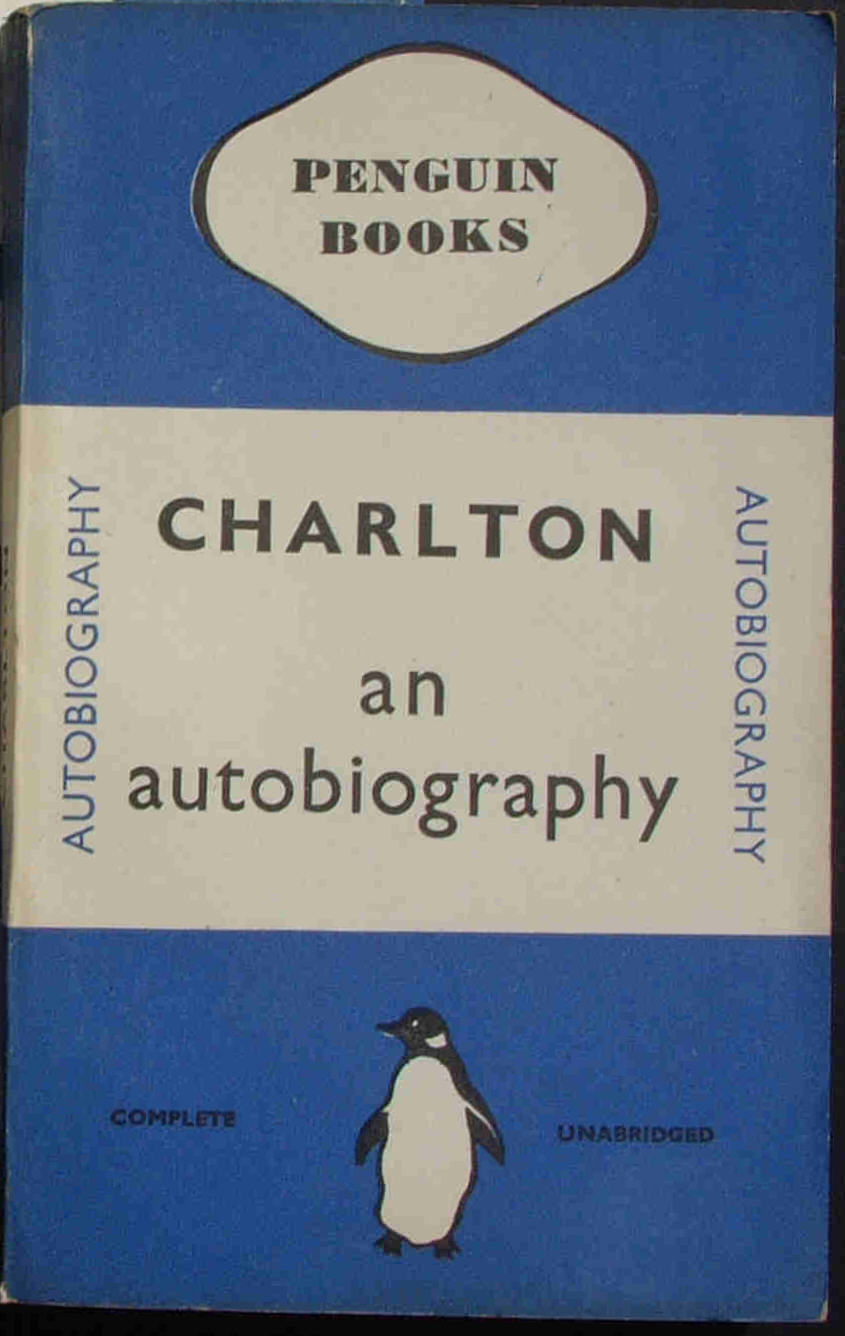 PENGUIN
BOOKS
AUTOBIOGRAPHY
CHARLTON
an
autobiography
AUTOBIOGRAPHY
COMPLETE
UNABRIDGED